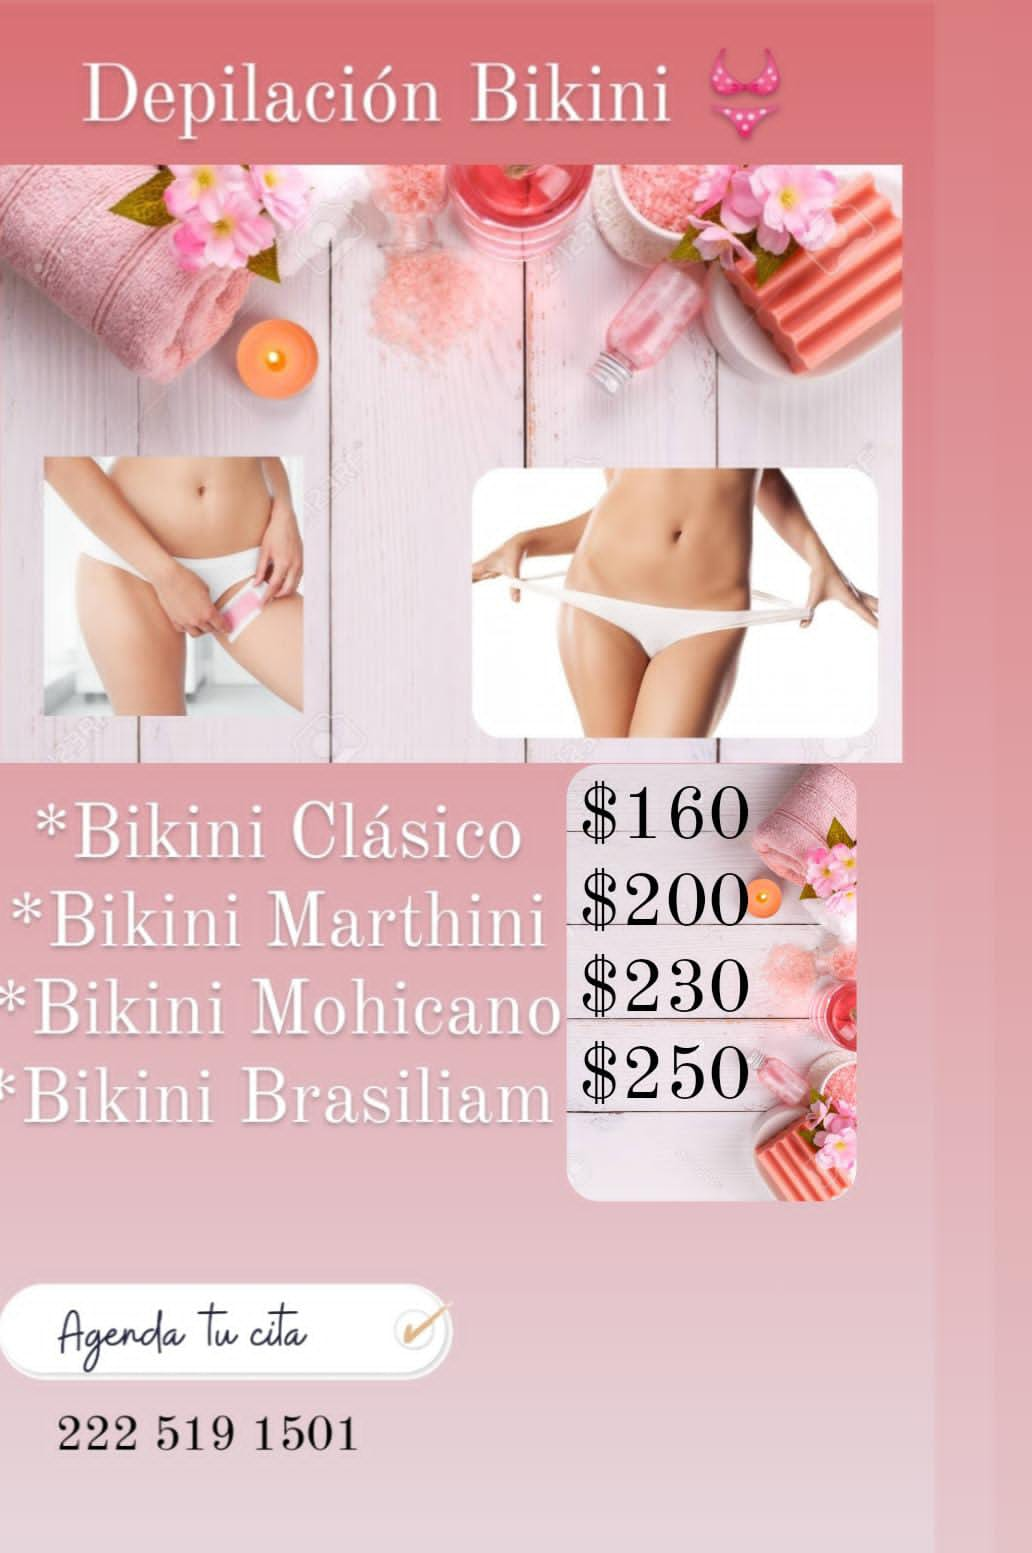 Depilación Bikini
*Bikini Clásico $160
*Bikini Marthini $200
*Bikini Mohicano $230
*Bikini Brasiliam $250
Agenda tu cita
222 519 1501